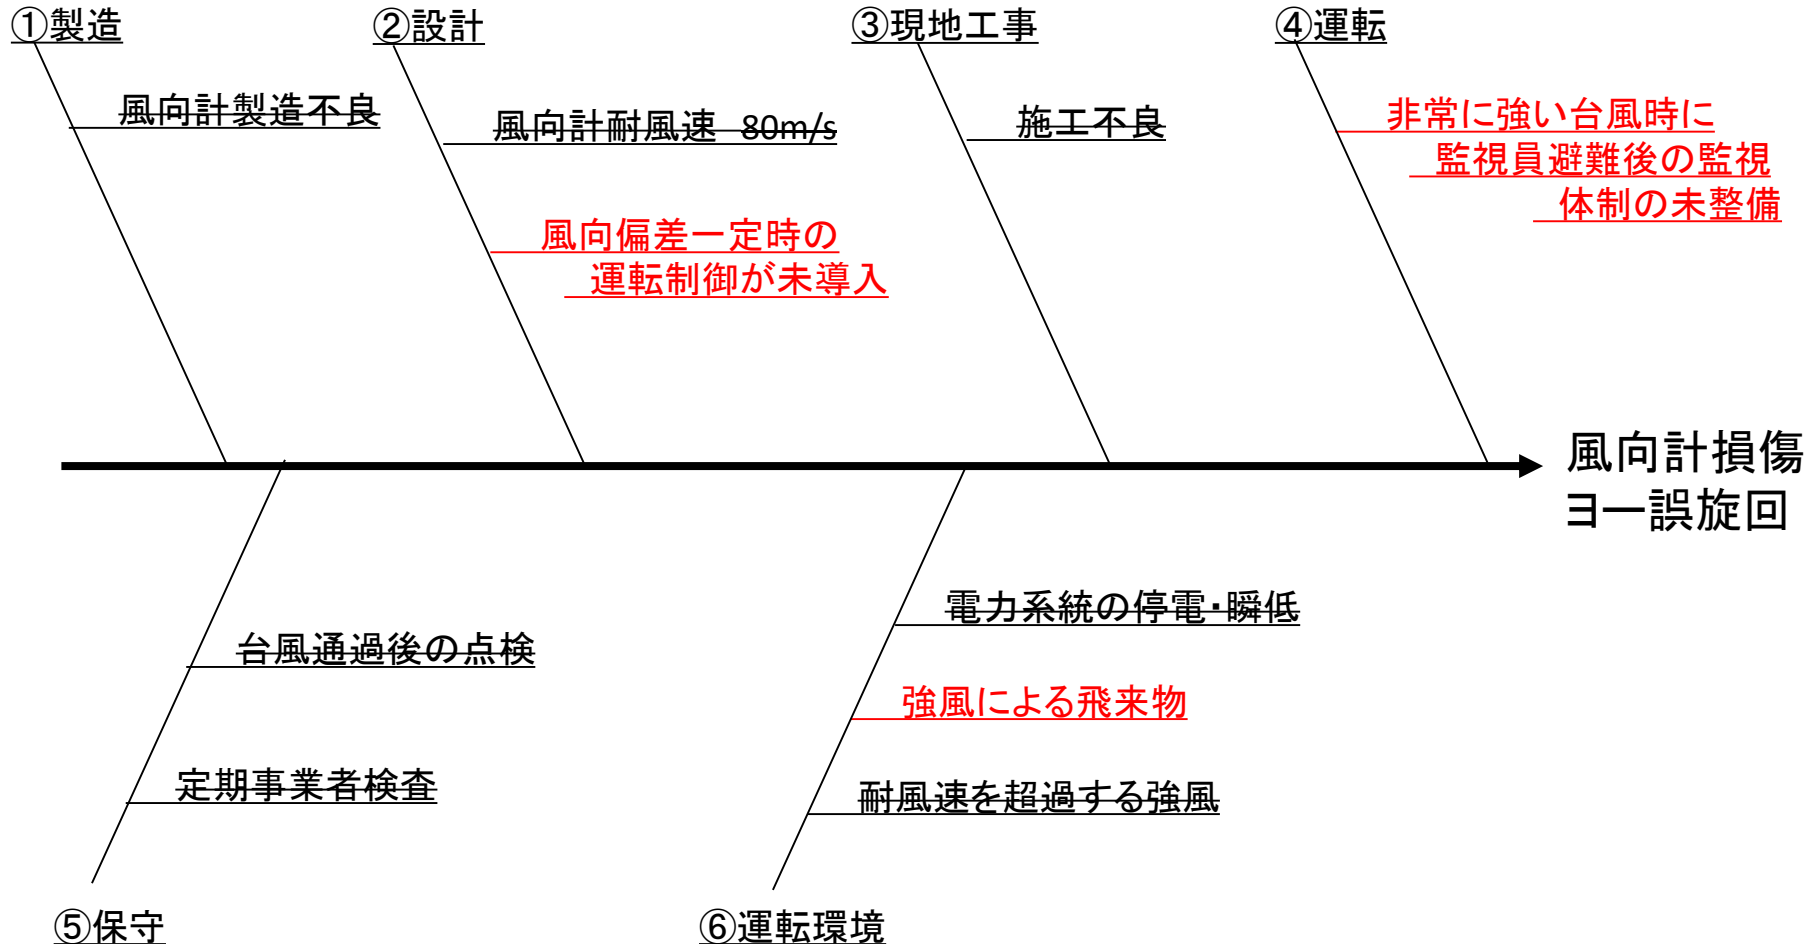 ①製造
②設計
③現地工事
④運転
風向計製造不良
風向計耐風速 80m/s
施工不良
非常に強い台風時に
監視員避難後の監視
体制の未整備
風向偏差一定時の
運転制御が未導入
風向計損傷
ヨー誤旋回
電力系統の停電・瞬低
台風通過後の点検
強風による飛来物
定期事業者検査
耐風速を超過する強風
⑤保守
⑥運転環境